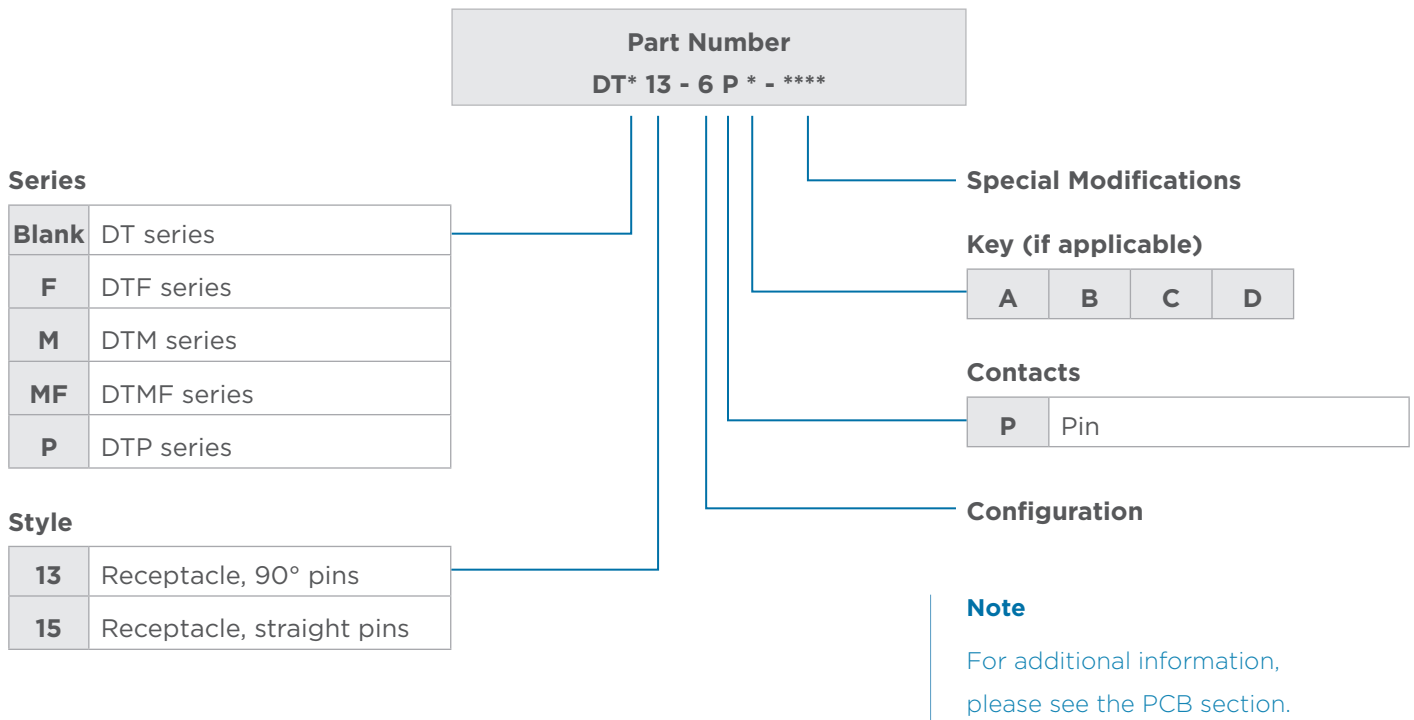 Part Number
DT* 13 - 6 P * - ****
Series
Blank DT series
F DTF series
M DTM series
MF DTMF series
P DTP series
Style
13 Receptacle, 90° pins
15 Receptacle, straight pins
Special Modifications
Key (if applicable)
A B C D
Contacts
P Pin
Configuration
Note
For additional information,
please see the PCB section.